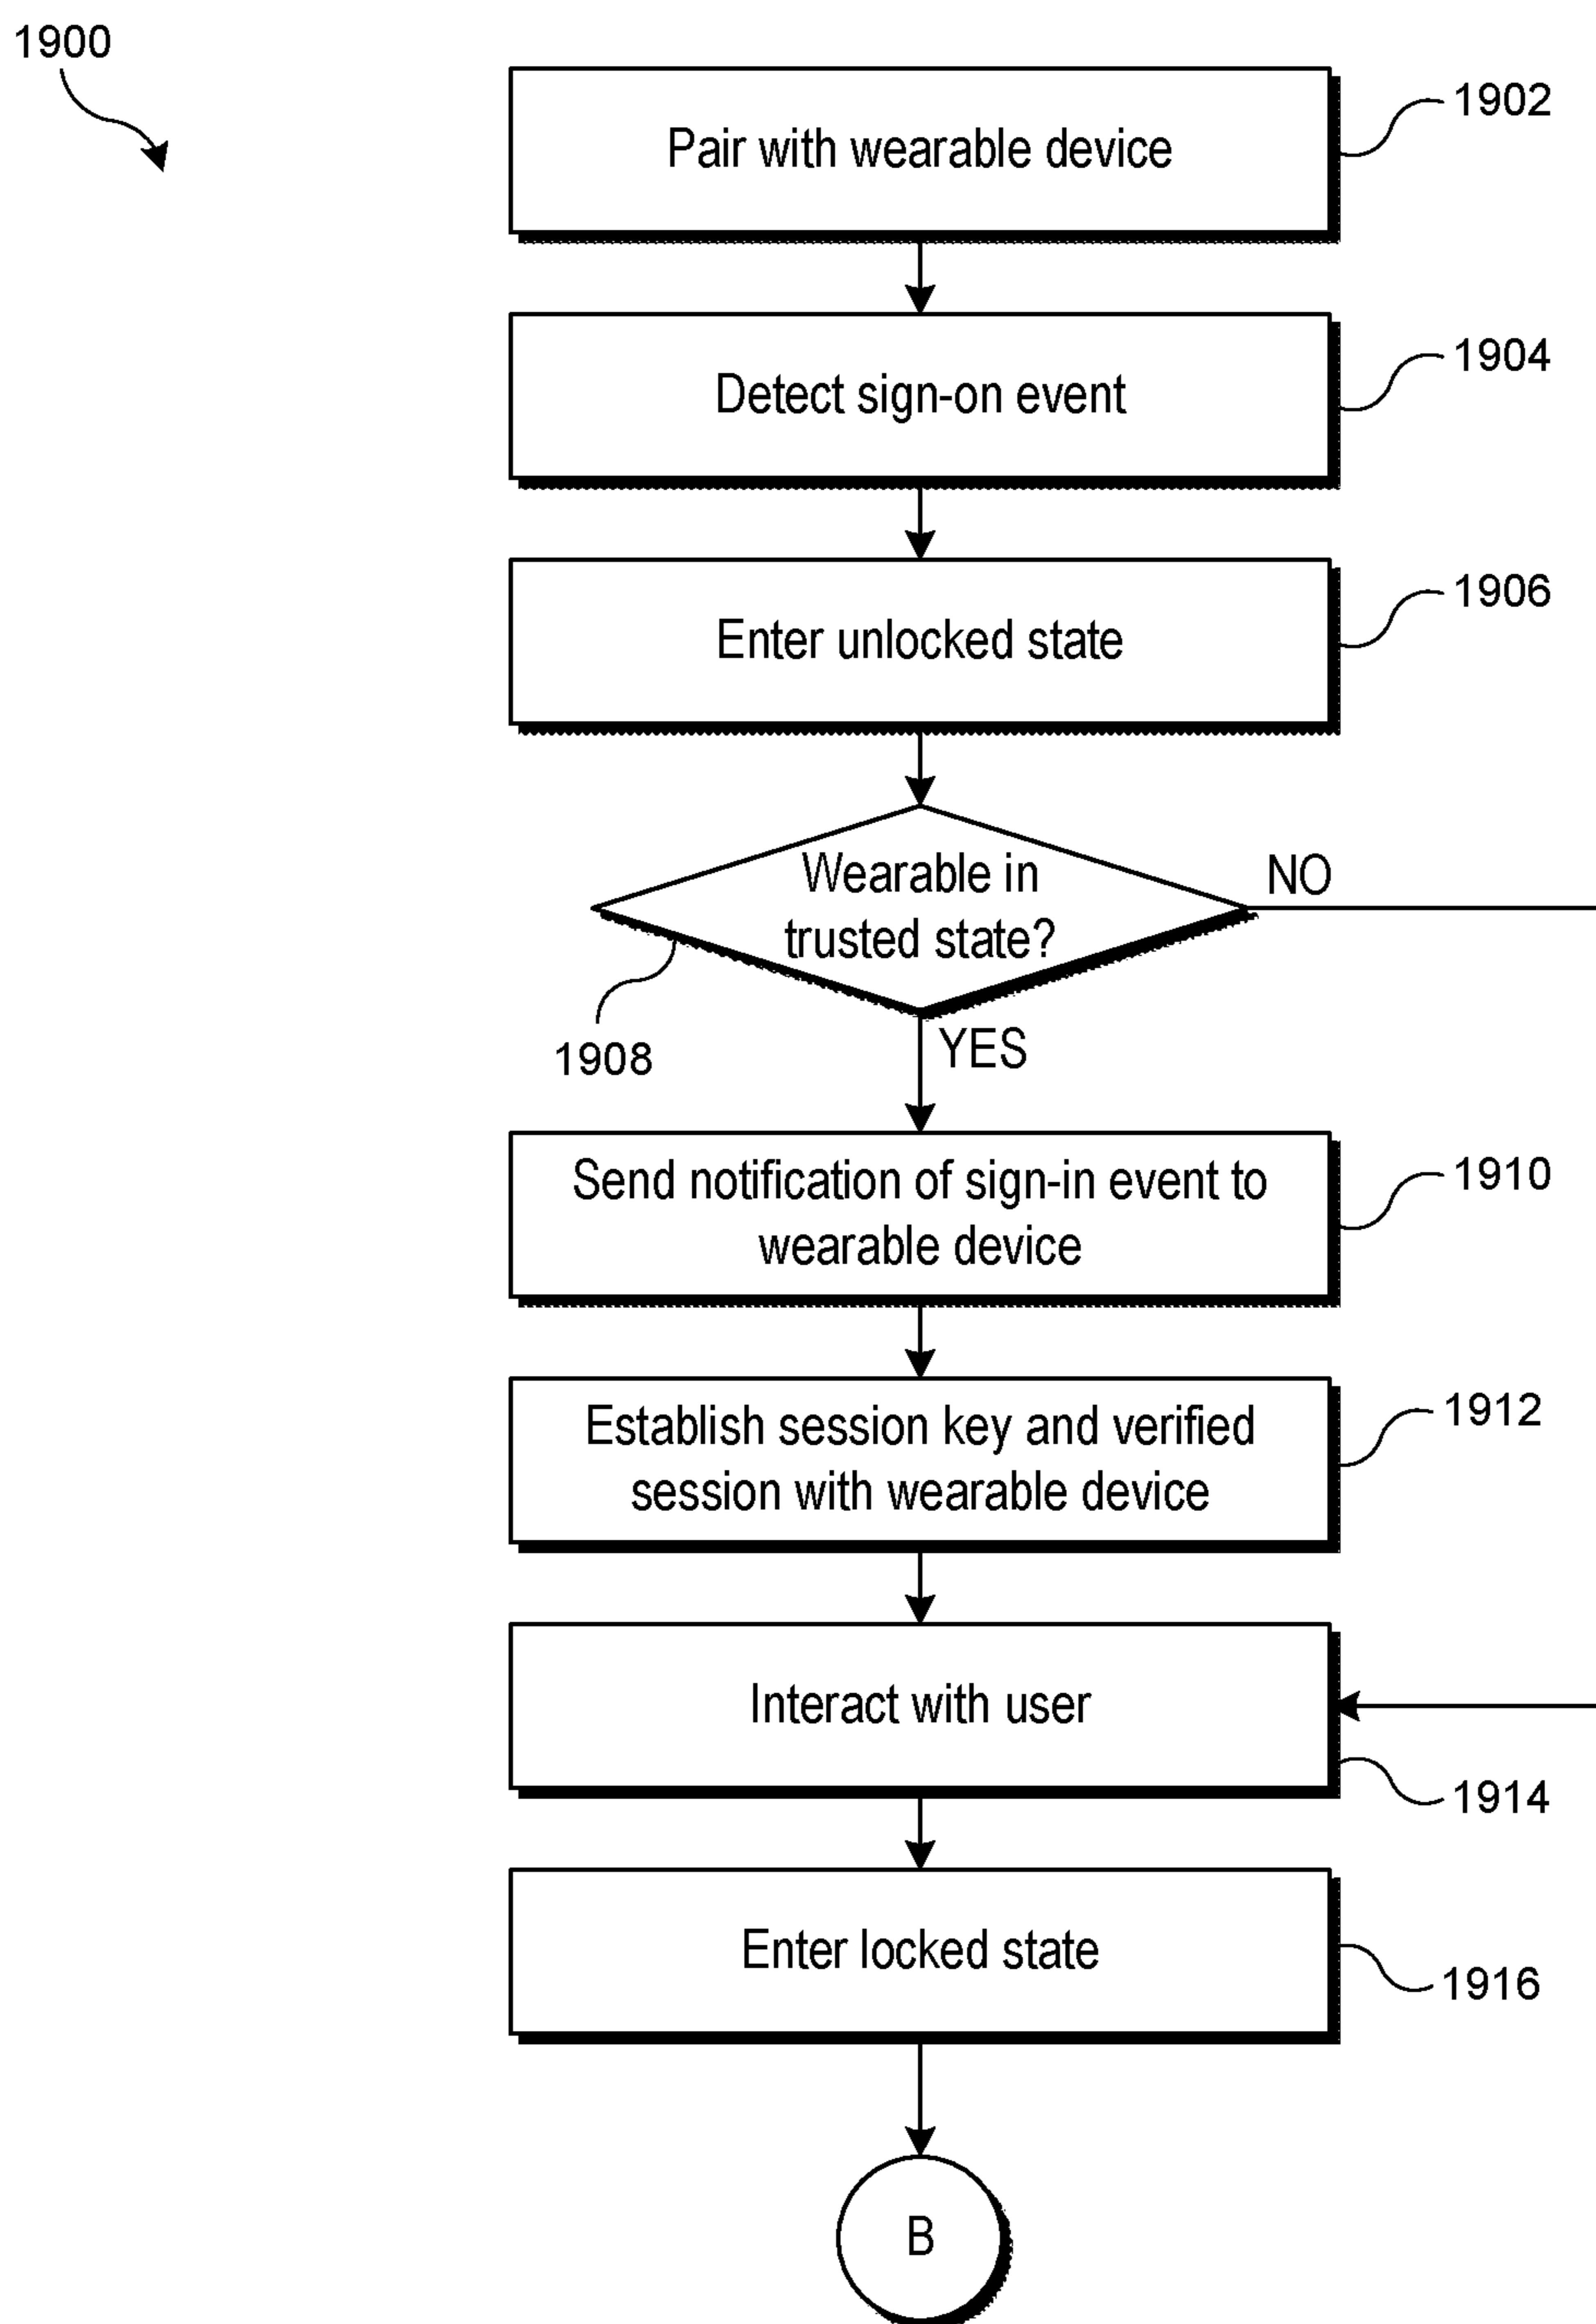 1900
Pair with wearable device
1902
Detect sign-on event
1904
Enter unlocked state
1906
Wearable in
trusted state?
NO
1908
YES
Send notification of sign-in event to
wearable device
1910
Establish session key and verified
session with wearable device
1912
Interact with user
1914
Enter locked state
1916
B